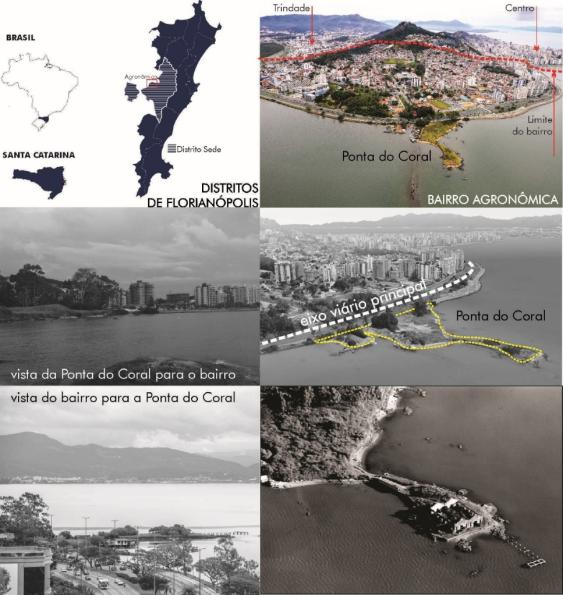 BRASIL
SANTA CATARINA
Agronômica
Distrito Sede
DISTRITOS
DE FLORIANÓPOLIS
Trindade
Centro
Limite
do bairro
Ponta do Coral
BAIRRO AGRONÔMICA
vista da Ponta do Coral para o bairro
eixo viário principal
Ponta do Coral
vista do bairro para a Ponta do Coral